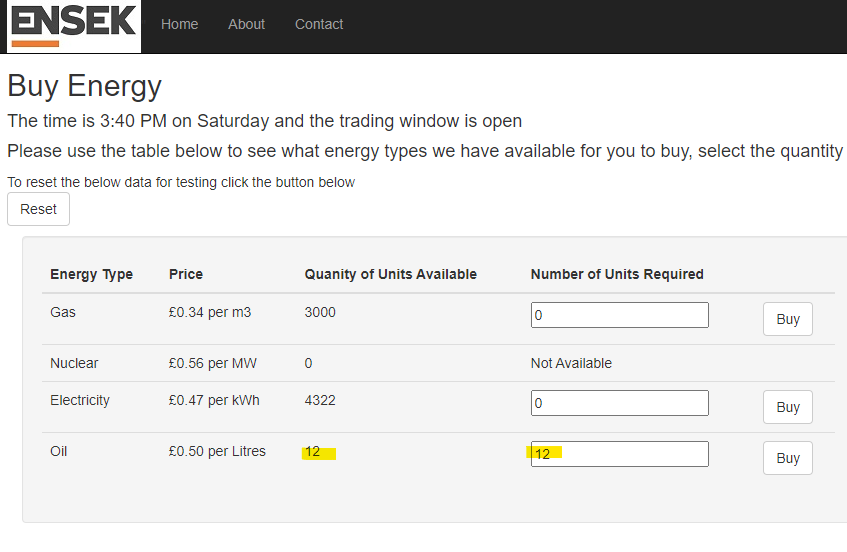 ENSEK Home About Contact
Buy Energy
The time is 3:40 PM on Saturday and the trading window is open
Please use the table below to see what energy types we have available for you to buy, select the quantity
To reset the below data for testing click the button below
Reset
Energy Type Price Quanity of Units Available Number of Units Required
Gas £0.34 per m3 3000 0 Buy
Nuclear £0.56 per MW 0 Not Available
Electricity £0.47 per kWh 4322 0 Buy
Oil £0.50 per Litres 12 12 Buy